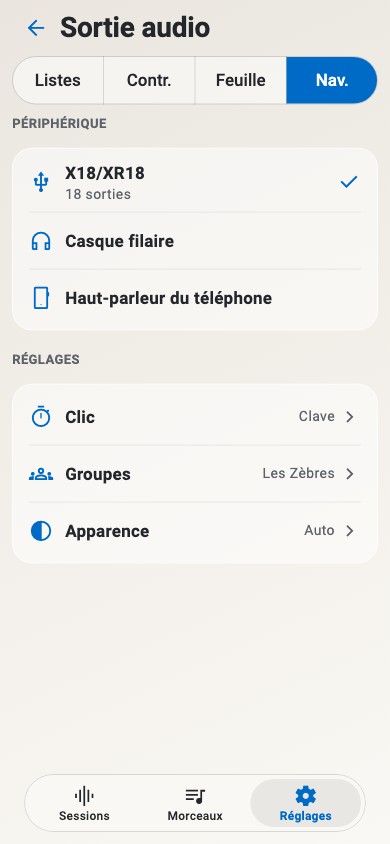 Sortie audio
Listes
Contr.
Feuille
Nav.
PÉRIPHÉRIQUE
X18/XR18
18 sorties
Casque filaire
Haut-parleur du téléphone
RÉGLAGES
Clic
Clave
Groupes
Les Zèbres
Apparence
Auto
Sessions
Morceaux
Réglages